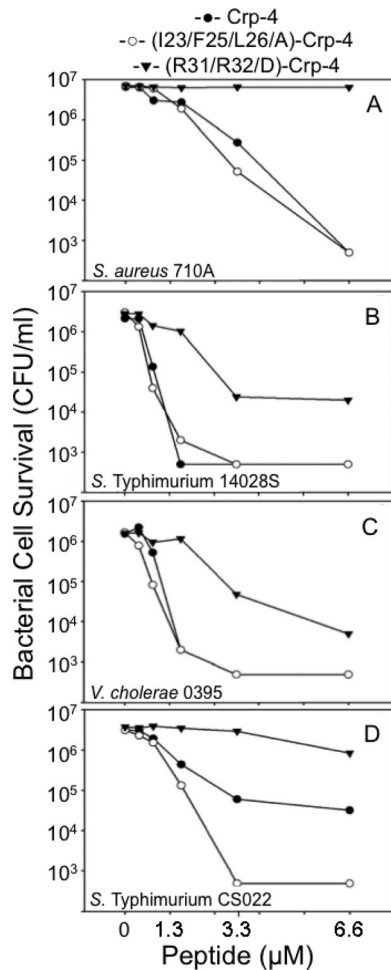 -●- Crp-4
-○- (I23/F25/L26/A)-Crp-4
-▼- (R31/R32/D)-Crp-4
Bacterial Cell Survival (CFU/ml)
10⁷
10⁶
10⁵
10⁴
10³
A
S. aureus 710A
10⁷
10⁶
10⁵
10⁴
10³
B
S. Typhimurium 14028S
10⁷
10⁶
10⁵
10⁴
10³
C
V. cholerae 0395
10⁷
10⁶
10⁵
10⁴
10³
D
S. Typhimurium CS022
0 1.3 3.3 6.6
Peptide (µM)